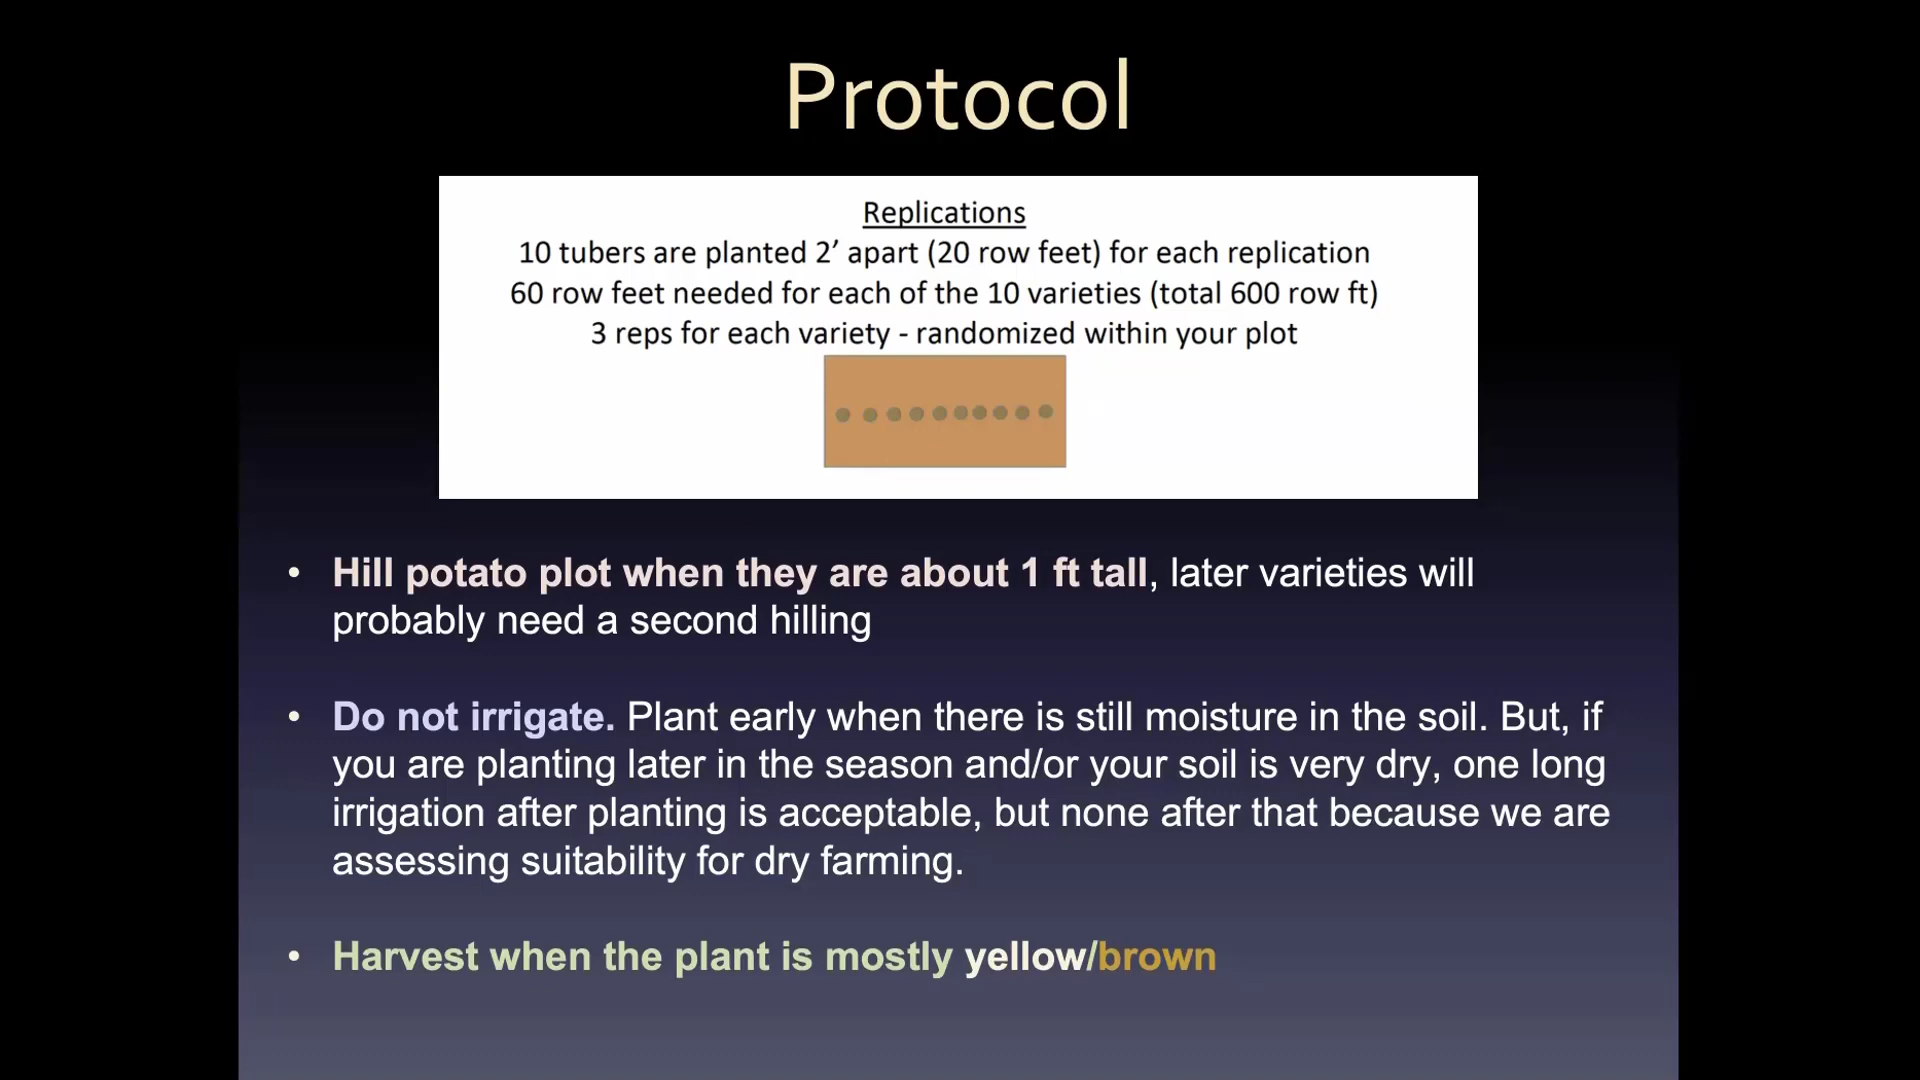 Protocol
Replications
10 tubers are planted 2’ apart (20 row feet) for each replication
60 row feet needed for each of the 10 varieties (total 600 row ft)
3 reps for each variety - randomized within your plot
• Hill potato plot when they are about 1 ft tall, later varieties will
probably need a second hilling
• Do not irrigate. Plant early when there is still moisture in the soil. But, if
you are planting later in the season and/or your soil is very dry, one long
irrigation after planting is acceptable, but none after that because we are
assessing suitability for dry farming.
• Harvest when the plant is mostly yellow/brown